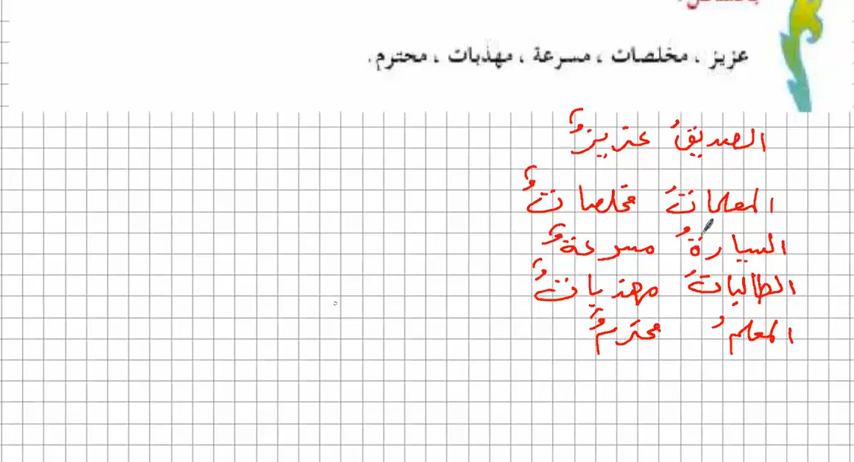 عزيز ، مخلصات ، مسرعة ، مهذبات ، محترم.
الصديقُ عزيزٌ
المعلماتُ مخلصاتٌ
السيارةُ مسرعةٌ
الطالباتُ مهذباتٌ
المعلمُ محترمٌ